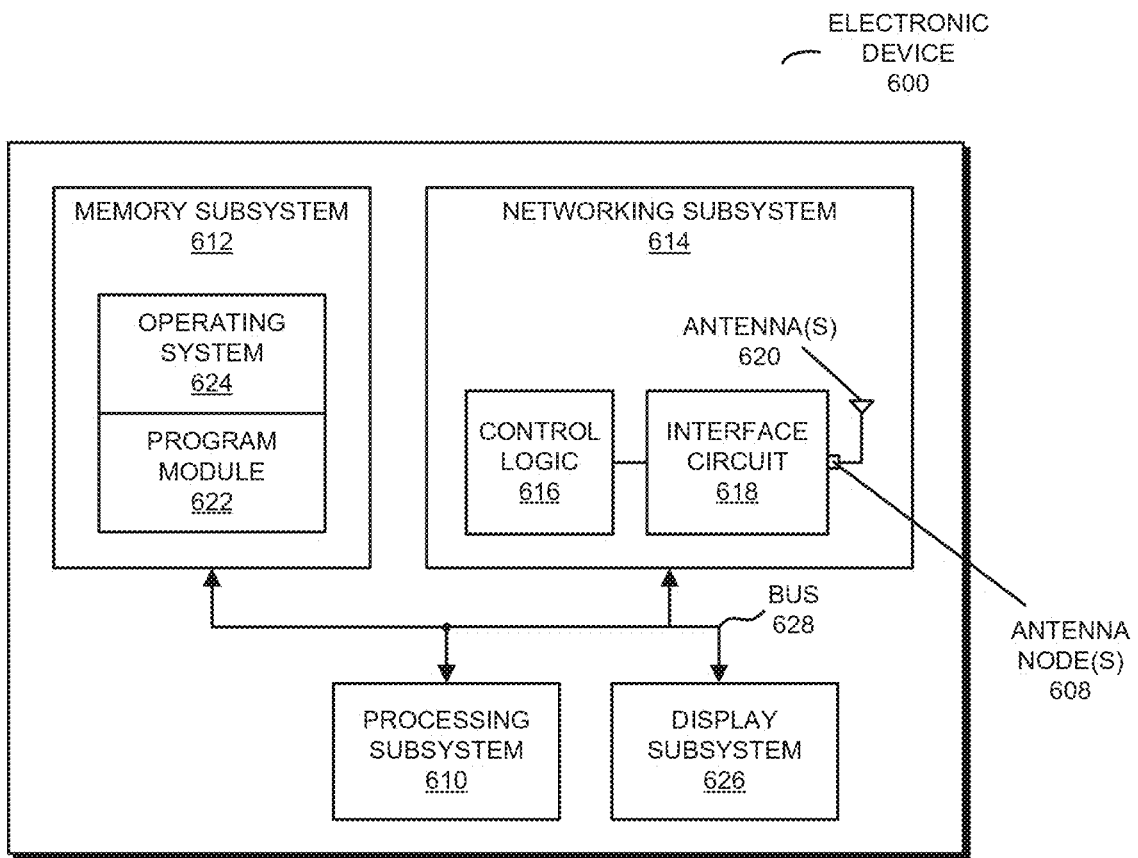 ELECTRONIC
DEVICE
600
MEMORY SUBSYSTEM
612
OPERATING
SYSTEM
624
PROGRAM
MODULE
622
NETWORKING SUBSYSTEM
614
ANTENNA(S)
620
CONTROL
LOGIC
616
INTERFACE
CIRCUIT
618
BUS
628
ANTENNA
NODE(S)
608
PROCESSING
SUBSYSTEM
610
DISPLAY
SUBSYSTEM
626